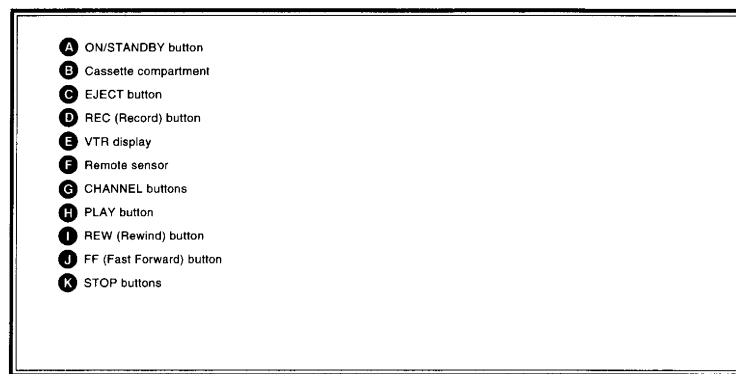 A ON/STANDBY button
B Cassette compartment
C EJECT button
D REC (Record) button
E VTR display
F Remote sensor
G CHANNEL buttons
H PLAY button
I REW (Rewind) button
J FF (Fast Forward) button
K STOP buttons